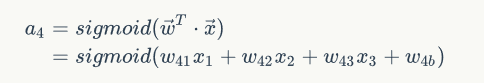 a₄ = sigmoid(w⃗ᵀ · x⃗)
= sigmoid(w₄₁x₁ + w₄₂x₂ + w₄₃x₃ + w₄b)